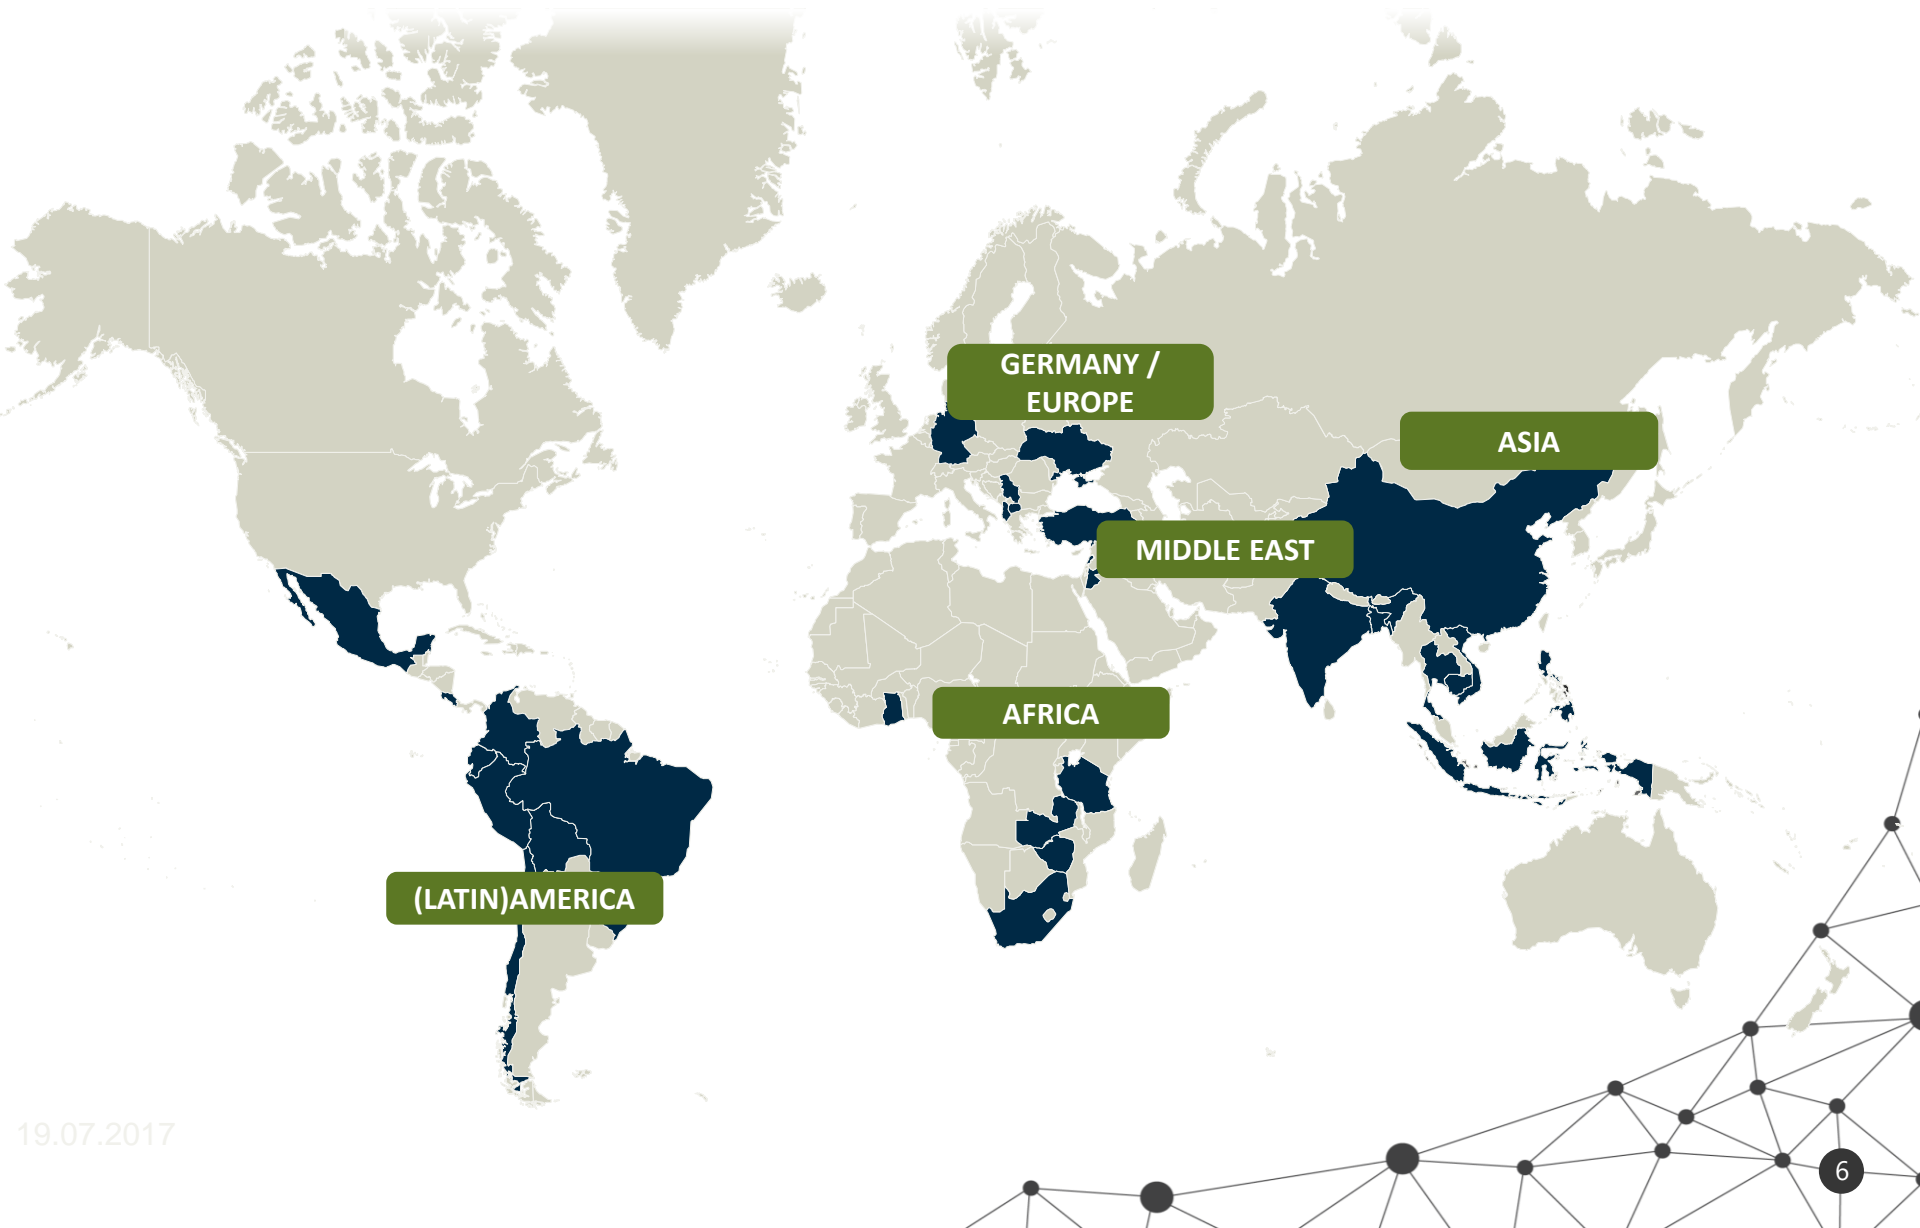 GERMANY /
EUROPE
ASIA
MIDDLE EAST
AFRICA
(LATIN)AMERICA
19.07.2017
6